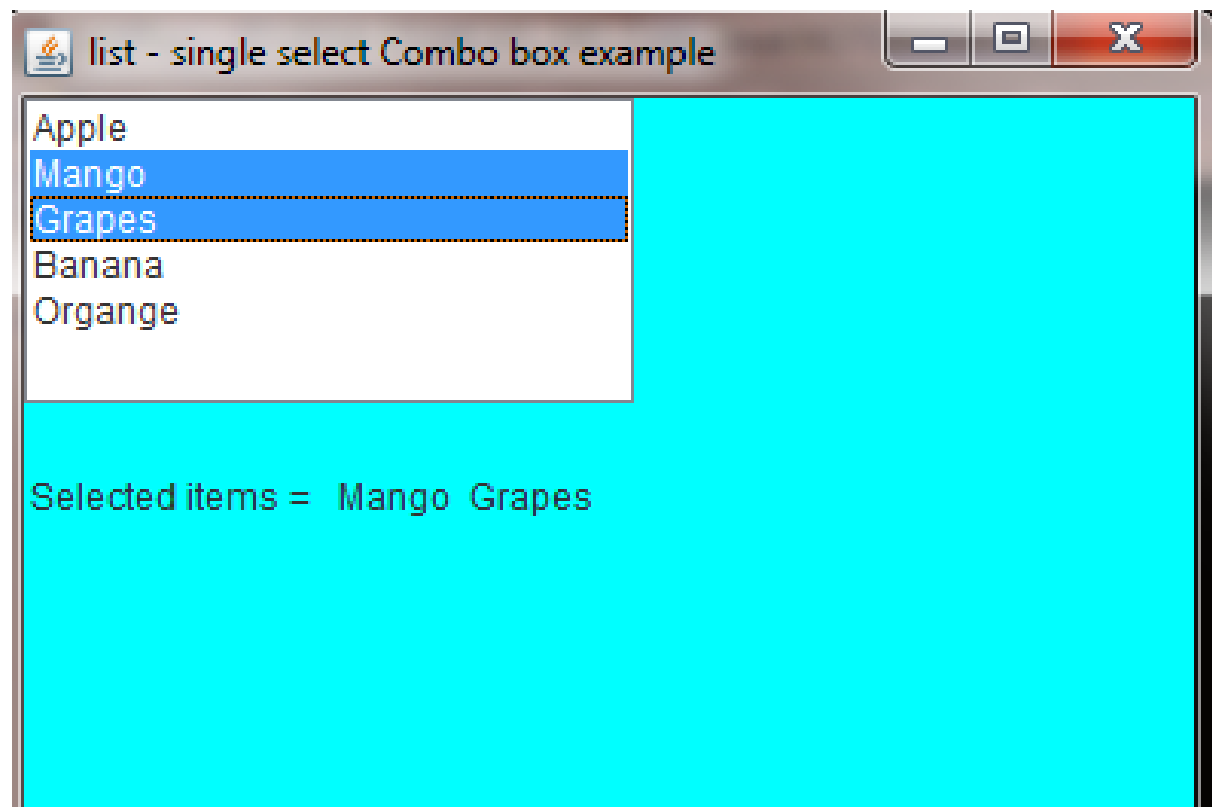 list - single select Combo box example
Apple
Mango
Grapes
Banana
Organge
Selected items = Mango Grapes